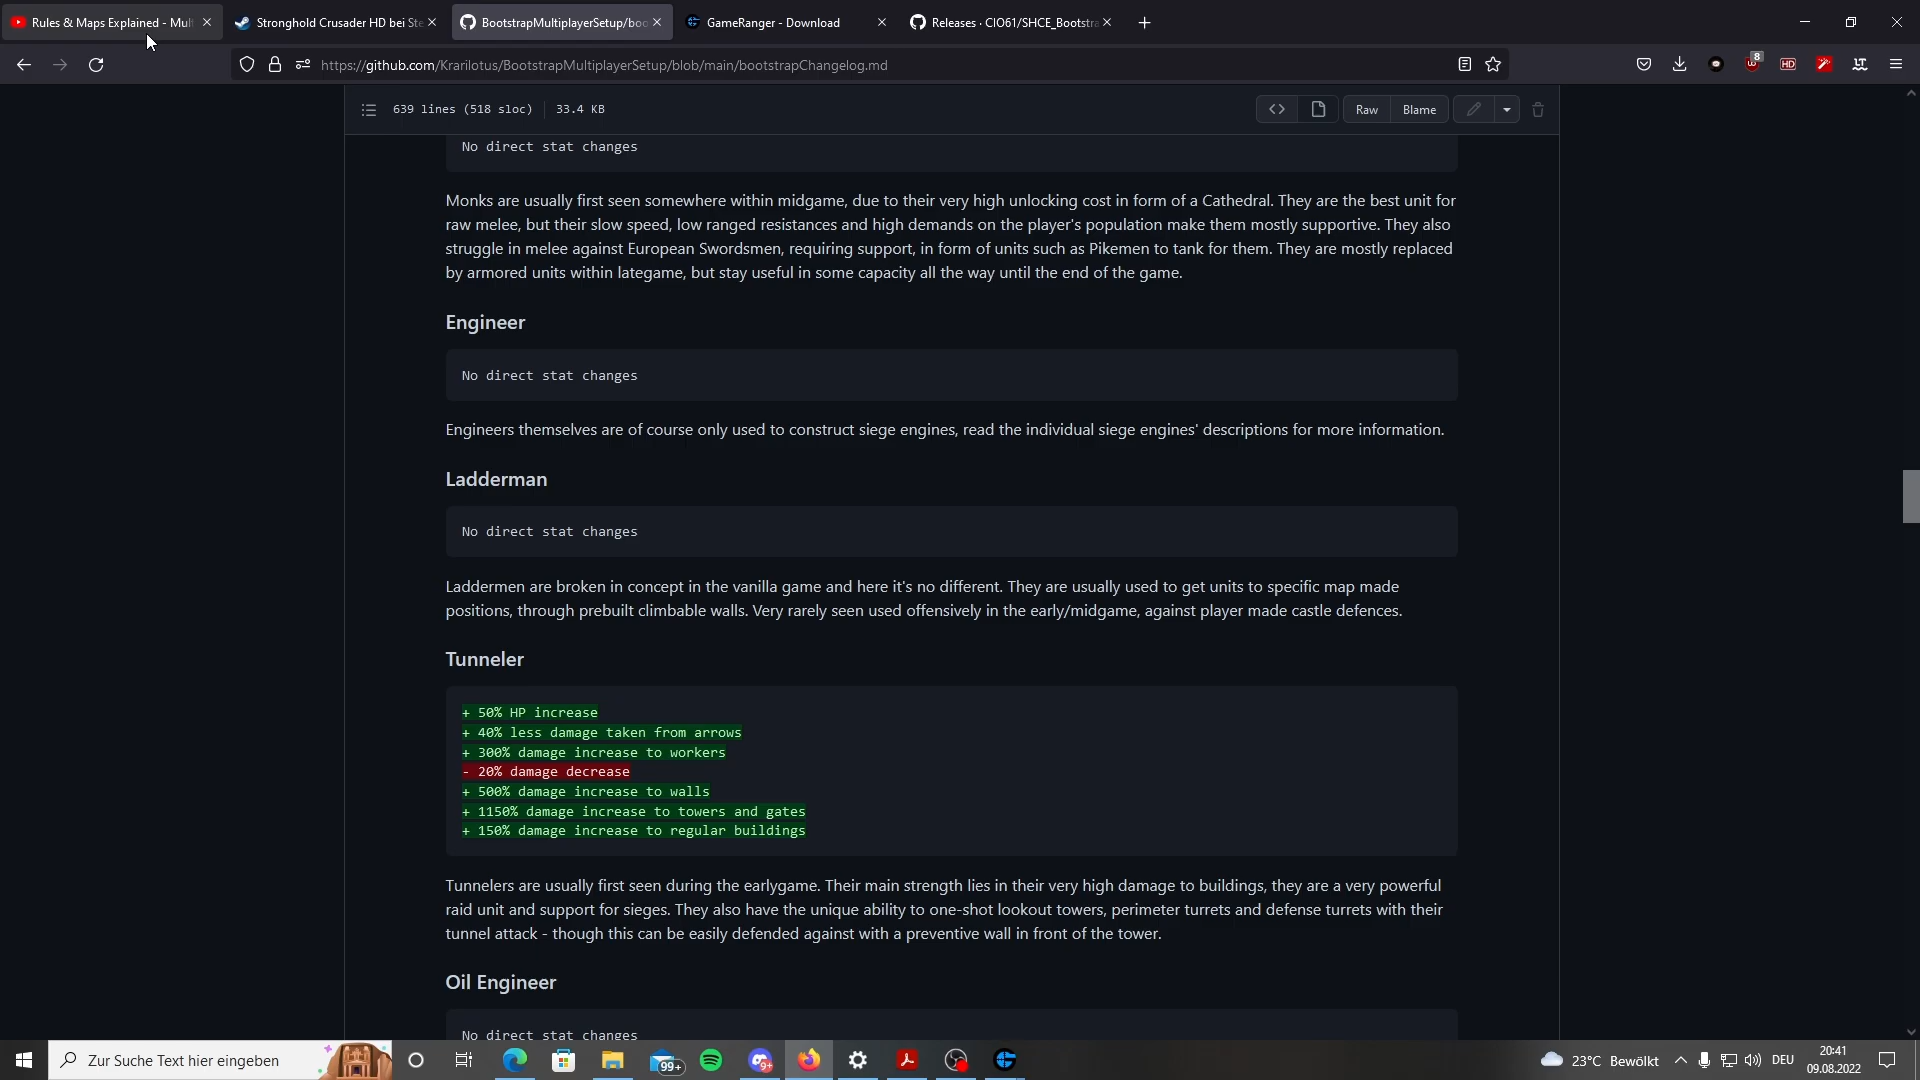 Rules & Maps Explained - Mul
Stronghold Crusader HD bei Ste
BootstrapMultiplayerSetup/boo
GameRanger - Download
Releases · CIO61/SHCE_Bootstra
https://github.com/Krarilotus/BootstrapMultiplayerSetup/blob/main/bootstrapChangelog.md
8
HD
639 lines (518 sloc)
33.4 KB
Raw
Blame
No direct stat changes
Monks are usually first seen somewhere within midgame, due to their very high unlocking cost in form of a Cathedral. They are the best unit for
raw melee, but their slow speed, low ranged resistances and high demands on the player's population make them mostly supportive. They also
struggle in melee against European Swordsmen, requiring support, in form of units such as Pikemen to tank for them. They are mostly replaced
by armored units within lategame, but stay useful in some capacity all the way until the end of the game.
Engineer
No direct stat changes
Engineers themselves are of course only used to construct siege engines, read the individual siege engines' descriptions for more information.
Ladderman
No direct stat changes
Laddermen are broken in concept in the vanilla game and here it's no different. They are usually used to get units to specific map made
positions, through prebuilt climbable walls. Very rarely seen used offensively in the early/midgame, against player made castle defences.
Tunneler
+ 50% HP increase
+ 40% less damage taken from arrows
+ 300% damage increase to workers
- 20% damage decrease
+ 500% damage increase to walls
+ 1150% damage increase to towers and gates
+ 150% damage increase to regular buildings
Tunnelers are usually first seen during the earlygame. Their main strength lies in their very high damage to buildings, they are a very powerful
raid unit and support for sieges. They also have the unique ability to one-shot lookout towers, perimeter turrets and defense turrets with their
tunnel attack - though this can be easily defended against with a preventive wall in front of the tower.
Oil Engineer
No direct stat changes
Zur Suche Text hier eingeben
99+
9+
23°C Bewölkt
DEU
20:41
09.08.2022